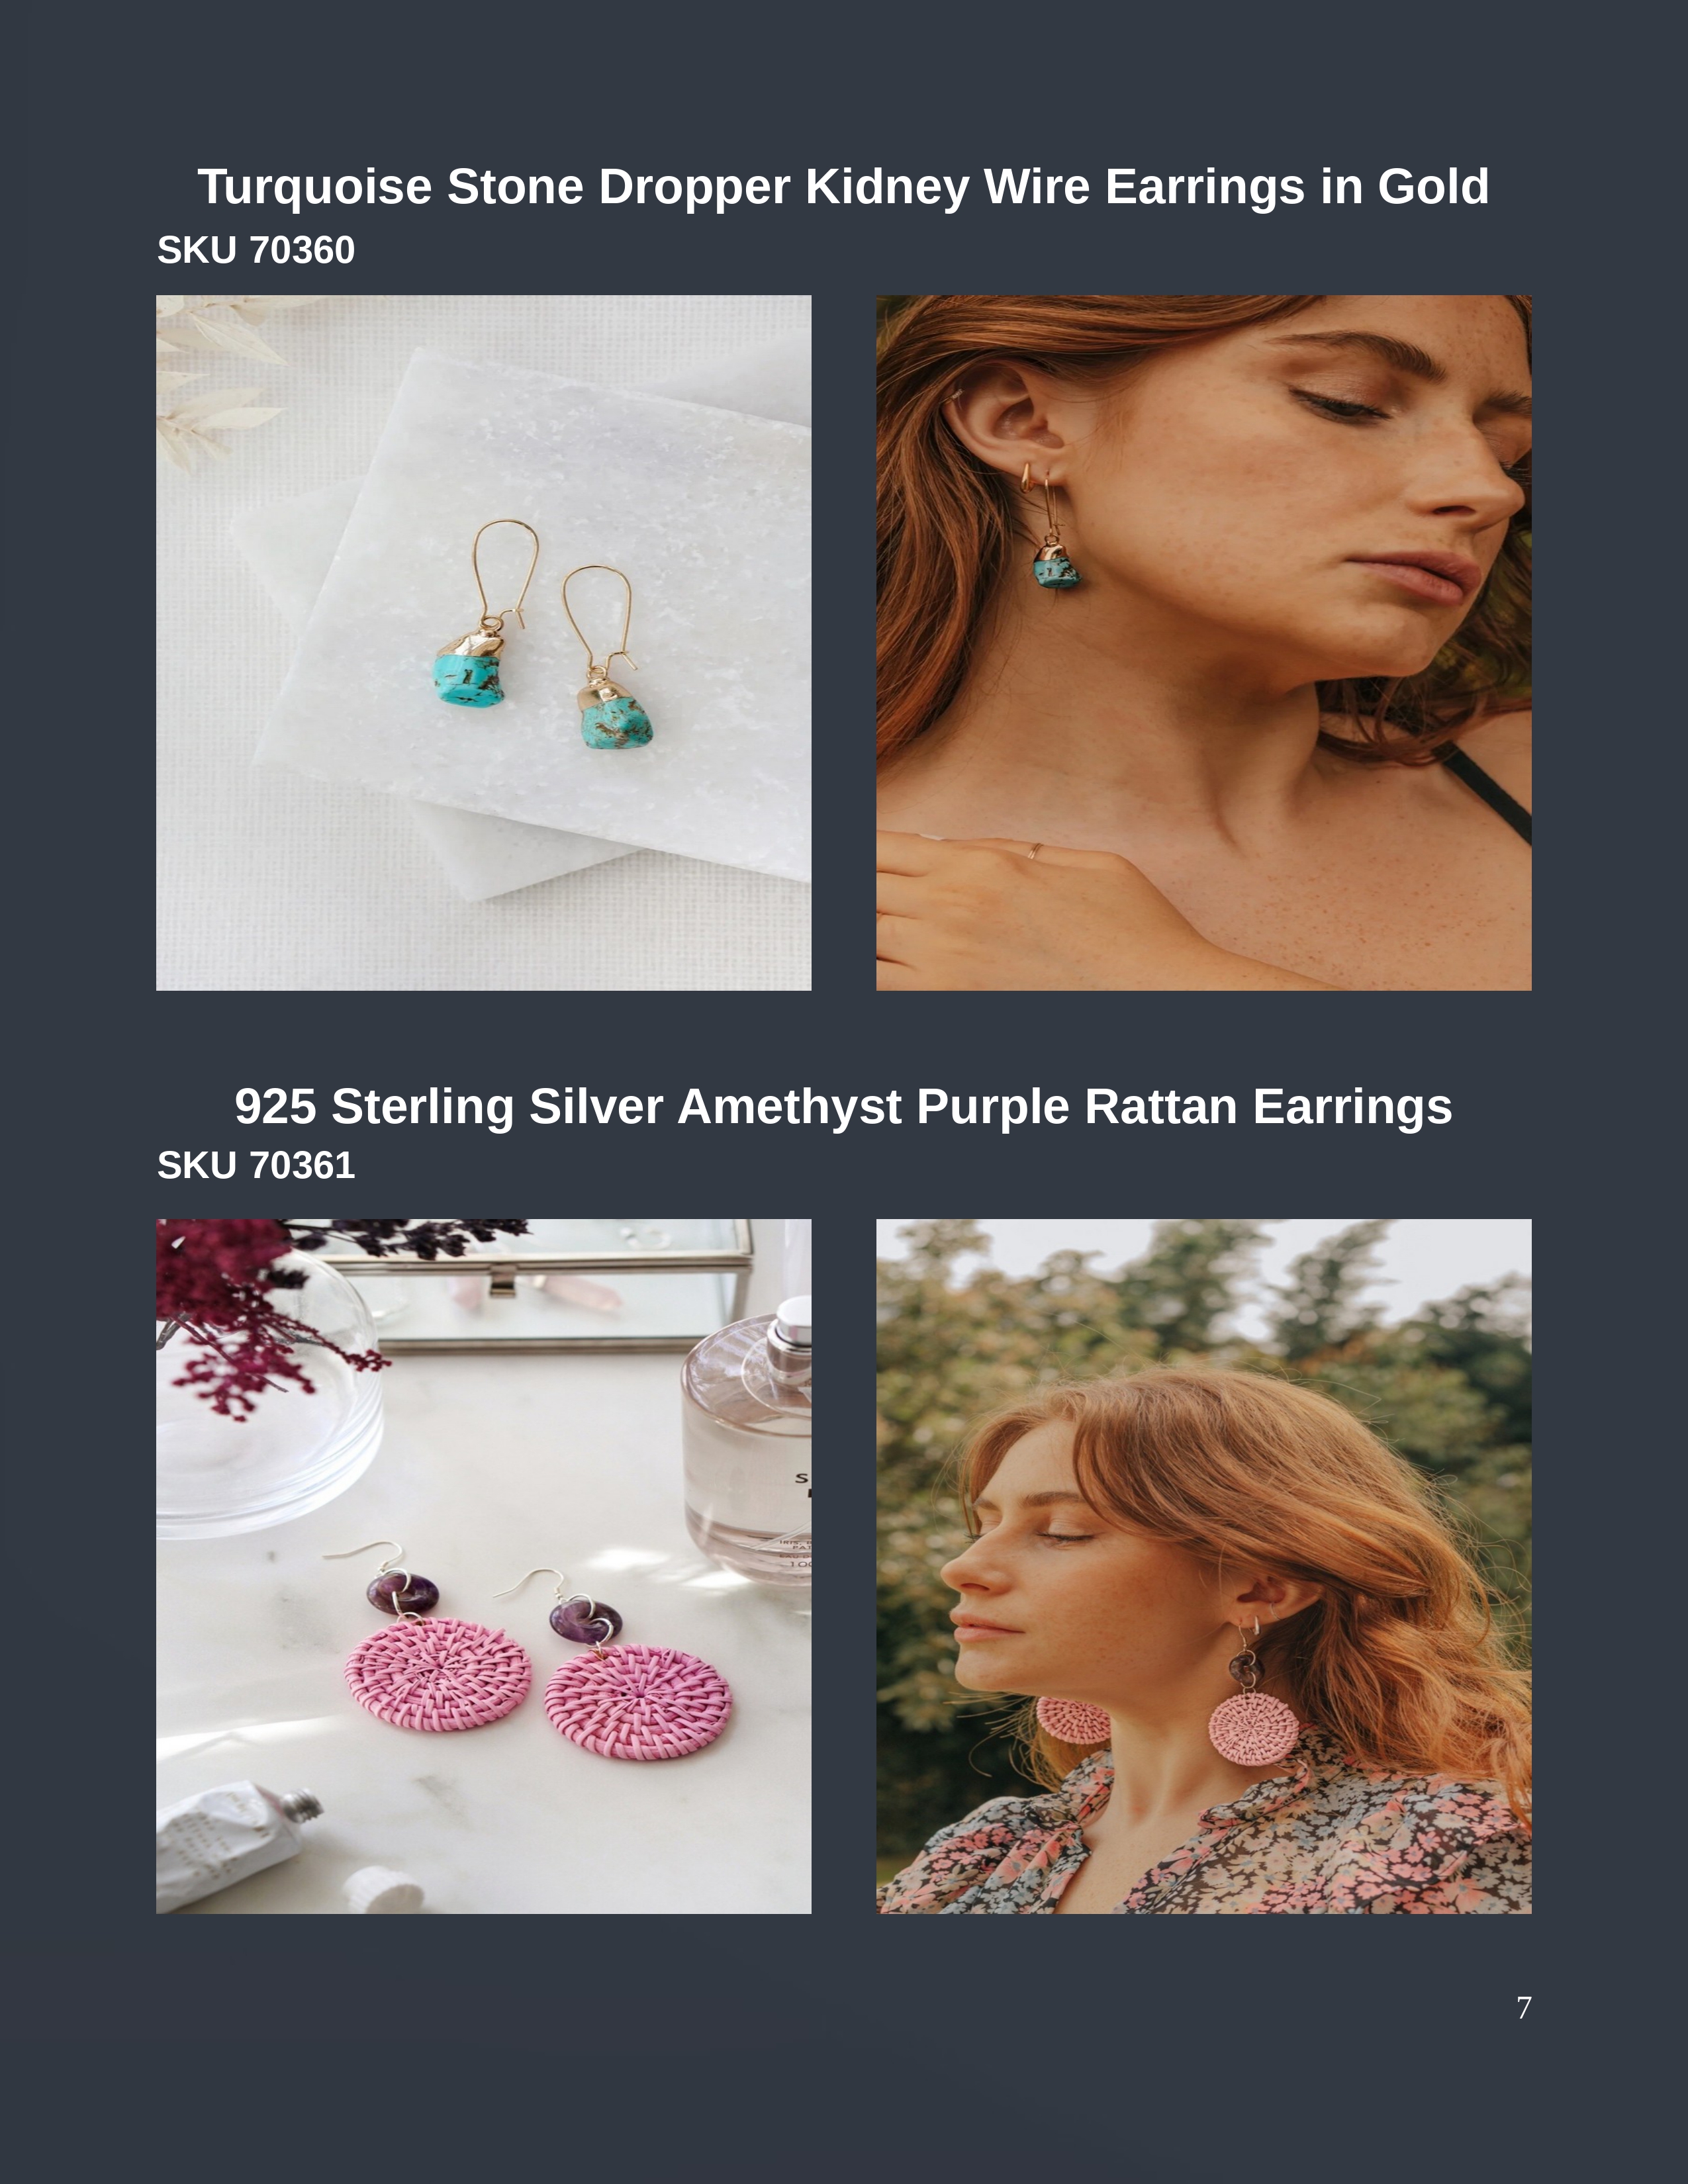 Turquoise Stone Dropper Kidney Wire Earrings in Gold
SKU 70360
925 Sterling Silver Amethyst Purple Rattan Earrings
SKU 70361
S
100
7